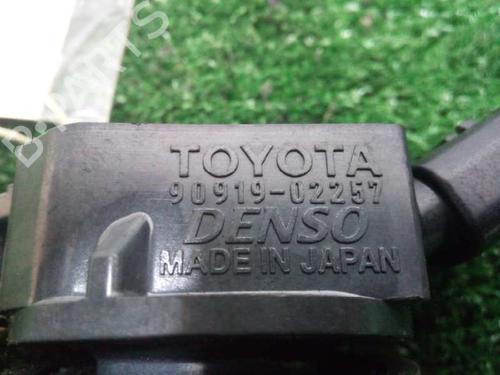 TOYOTA
90919-02257
DENSO
MADE IN JAPAN